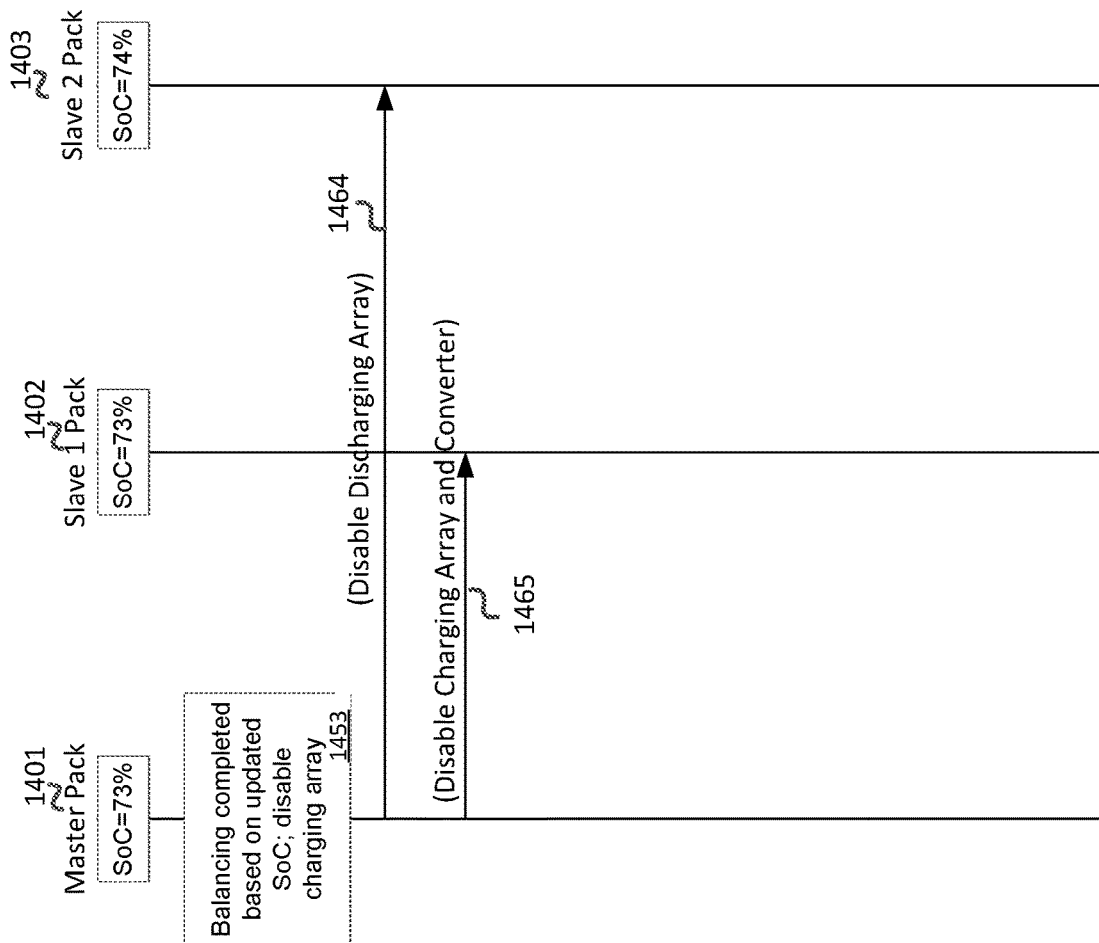 1401
Master Pack
SoC=73%
1402
Slave 1 Pack
SoC=73%
1403
Slave 2 Pack
SoC=74%
Balancing completed
based on updated
SoC; disable
charging array
1453
(Disable Discharging Array)
1464
(Disable Charging Array and Converter)
1465